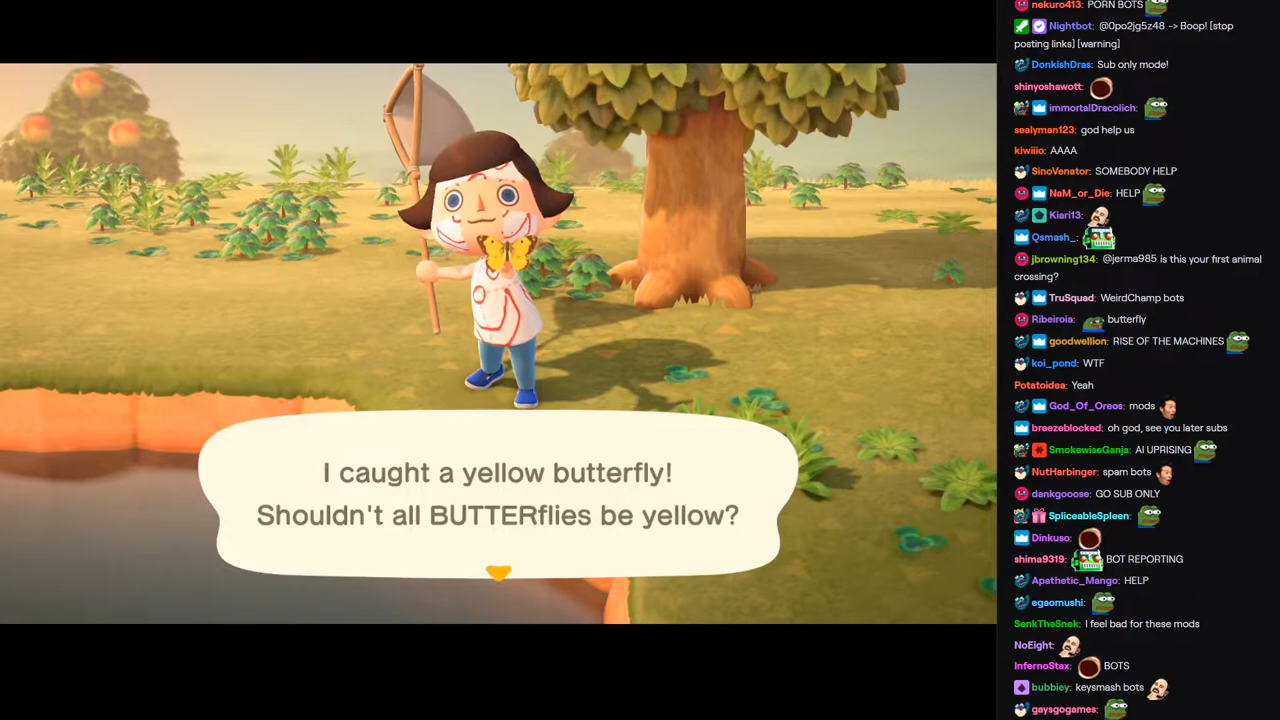 I caught a yellow butterfly!
Shouldn't all BUTTERflies be yellow?
nekuro413: PORN BOTS
Nightbot: @0po2jg5z48 -> Boop! [stop
posting links] [warning]
DonkishDras: Sub only mode!
shinyoshawott:
immortalDracolich:
sealyman123: god help us
kiwiiio: AAAA
SinoVenator: SOMEBODY HELP
NaM_or_Die: HELP
Kiari13:
Qsmash_:
jbrowning134: @jerma985 is this your first animal
crossing?
TruSquad: WeirdChamp bots
Ribeiroia: butterfly
goodwellion: RISE OF THE MACHINES
koi_pond: WTF
Potatoidea: Yeah
God_Of_Oreos: mods
breezeblocked: oh god, see you later subs
SmokewiseGanja: AI UPRISING
NutHarbinger: spam bots
dankgooose: GO SUB ONLY
SpliceableSpleen:
Dinkuso:
shima9319: BOT REPORTING
Apathetic_Mango: HELP
egaomushi:
SenkTheSnek: I feel bad for these mods
NoEight:
InfernoStax: BOTS
bubbiey: keysmash bots
gaysgogames: